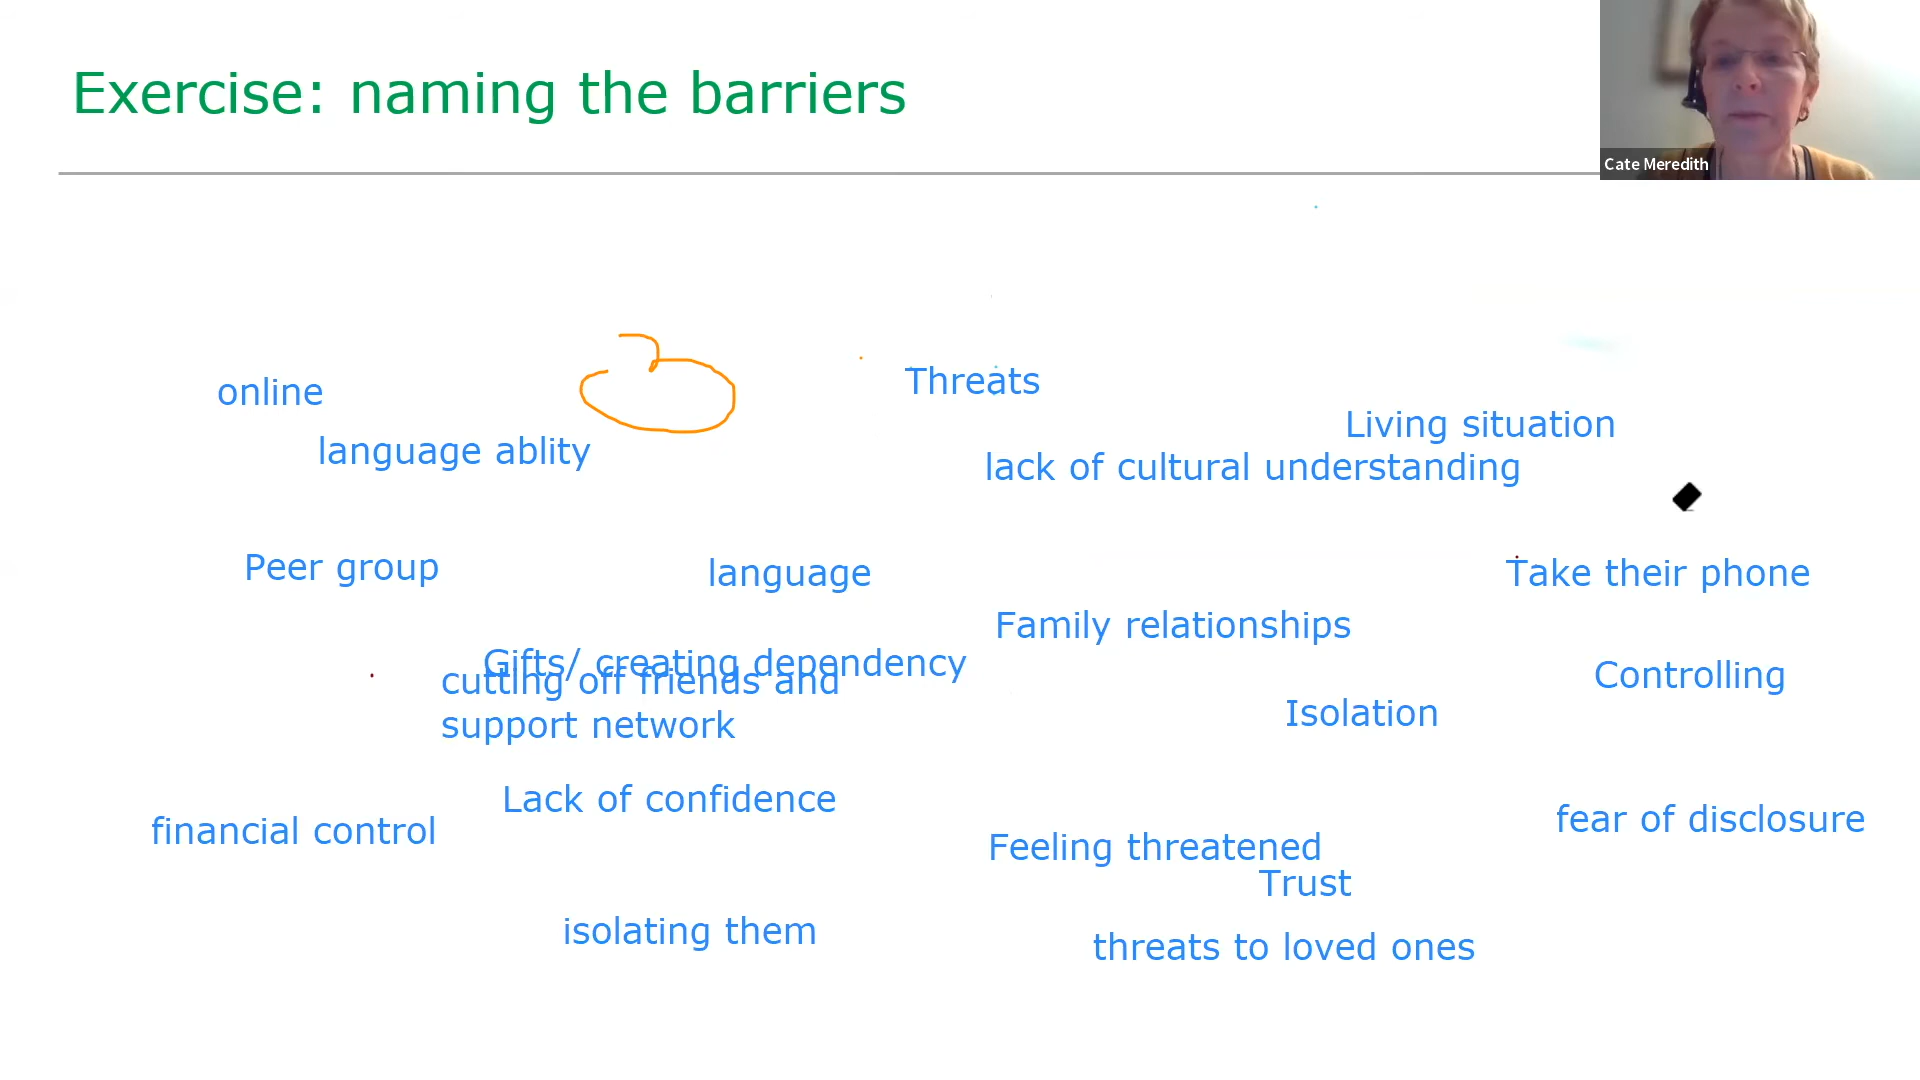 Exercise: naming the barriers
Cate Meredith
online
Threats
Living situation
language ablity
lack of cultural understanding
Peer group
language
Take their phone
Family relationships
Gifts/ creating dependency
cutting off friends and
support network
Controlling
Isolation
Lack of confidence
financial control
fear of disclosure
Feeling threatened
Trust
isolating them
threats to loved ones